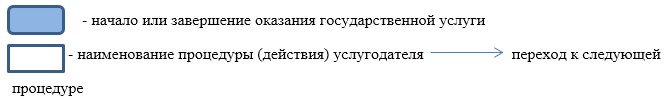 - начало или завершение оказания государственной услуги
- наименование процедуры (действия) услугодателя переход к следующей
процедуре